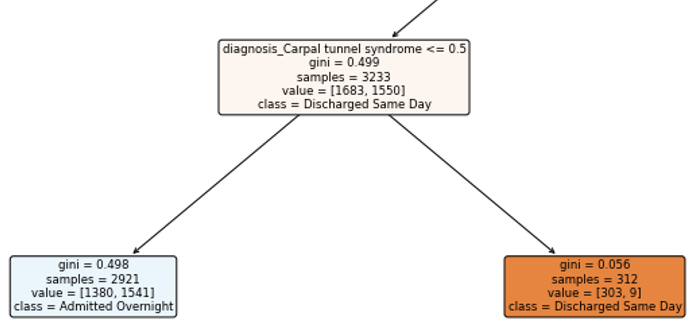 diagnosis_Carpal tunnel syndrome <= 0.5
gini = 0.499
samples = 3233
value = [1683, 1550]
class = Discharged Same Day
gini = 0.498
samples = 2921
value = [1380, 1541]
class = Admitted Overnight
gini = 0.056
samples = 312
value = [303, 9]
class = Discharged Same Day